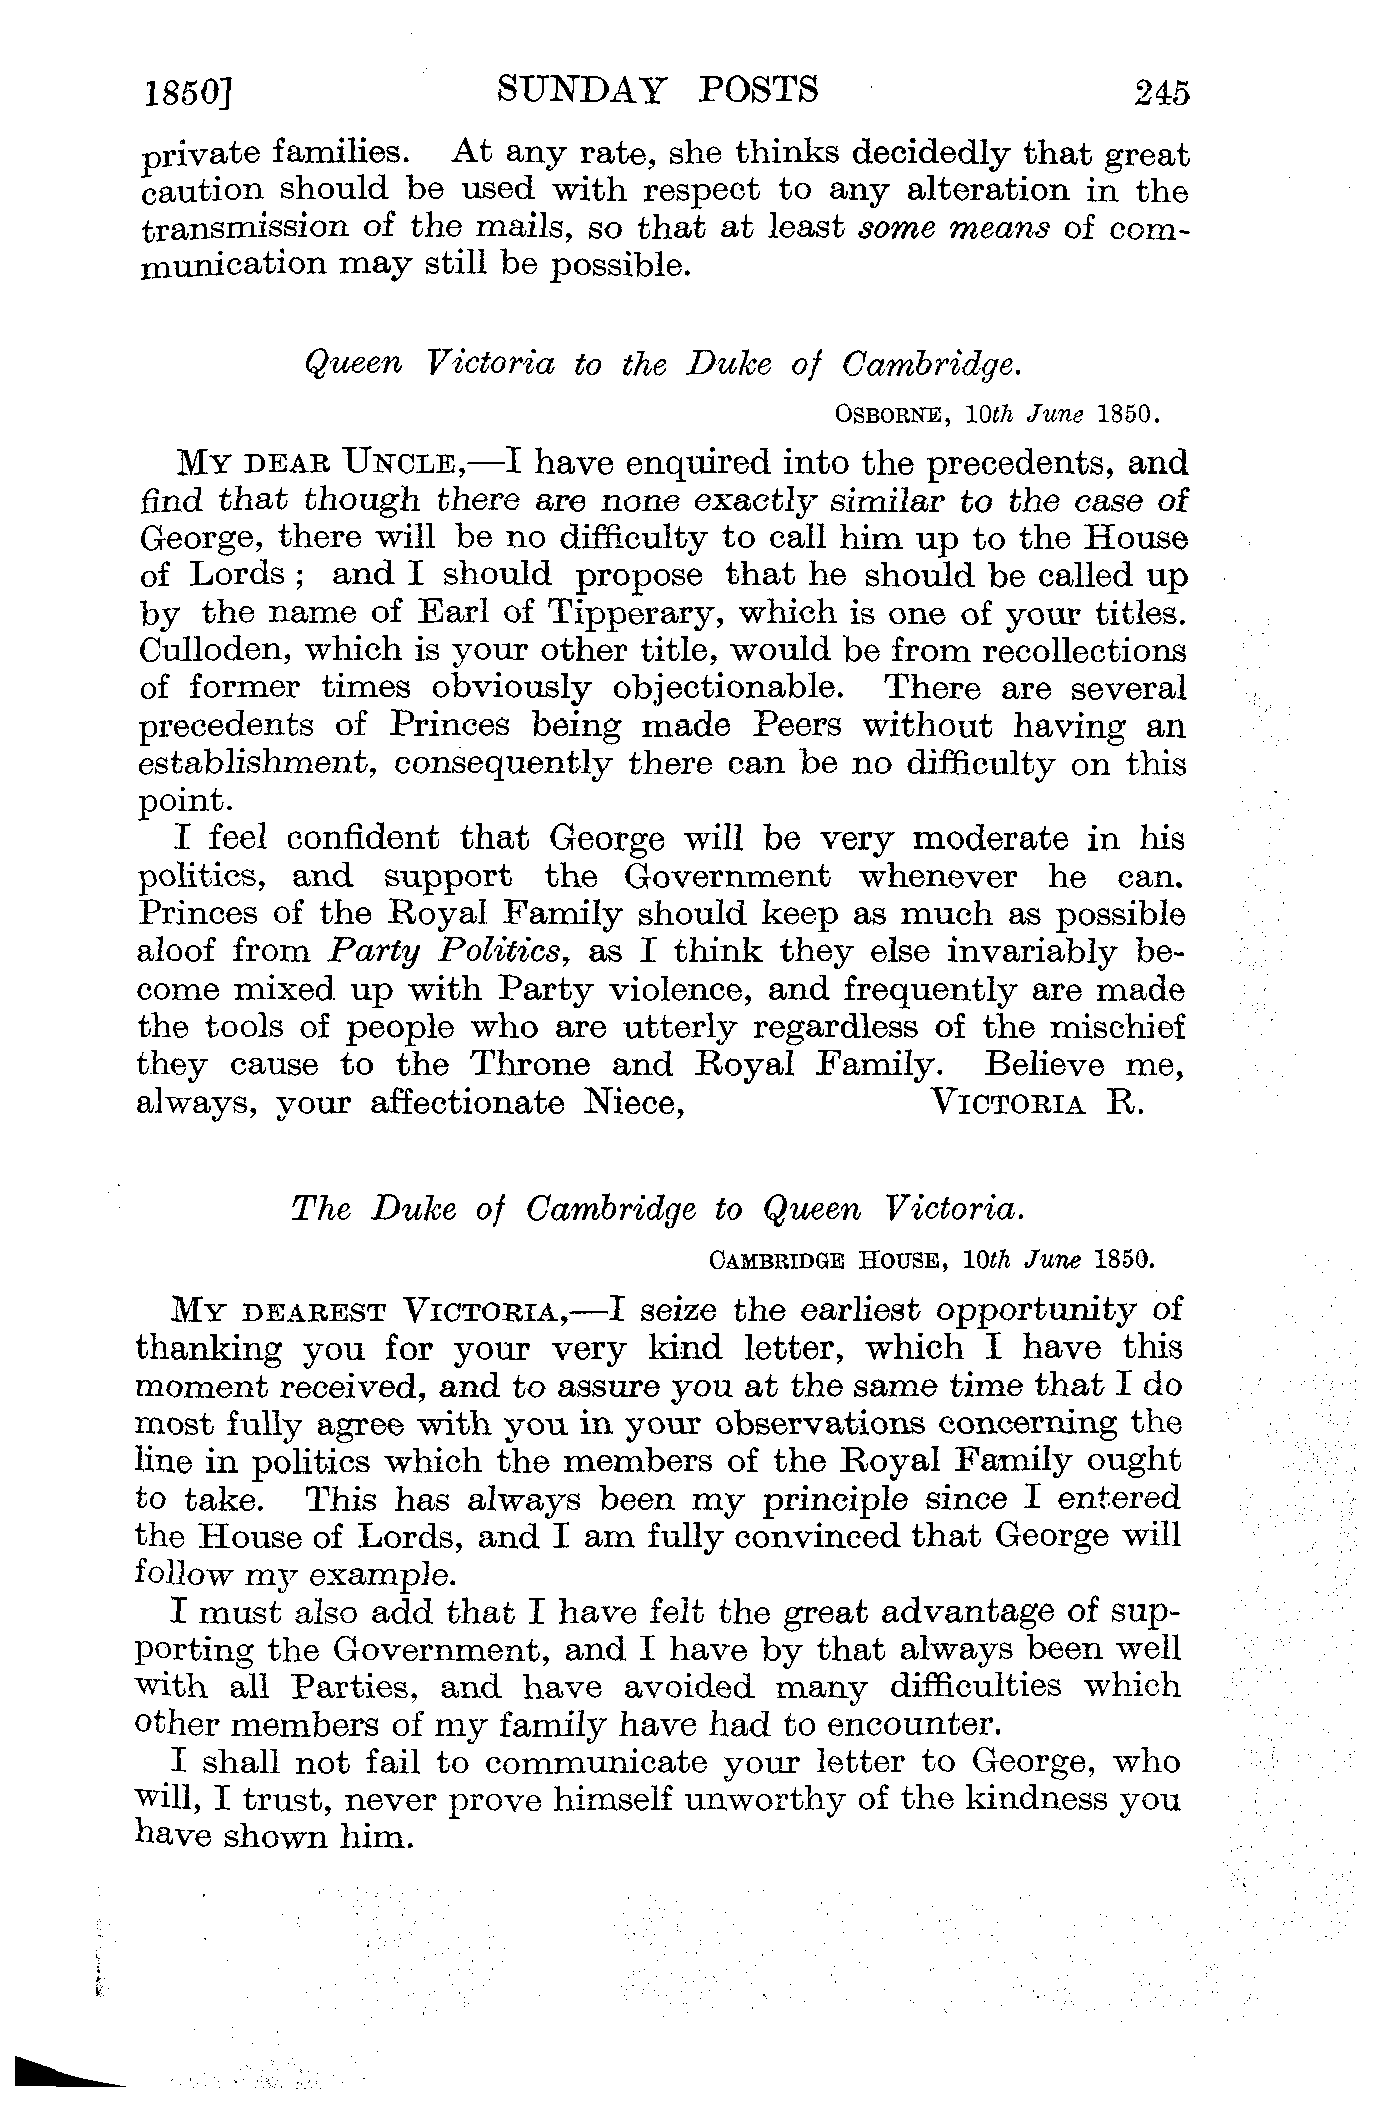 1850] SUNDAY POSTS 245
private families. At any rate, she thinks decidedly that great
caution should be used with respect to any alteration in the
transmission of the mails, so that at least some means of com-
munication may still be possible.
Queen Victoria to the Duke of Cambridge.
OSBORNE, 10th June 1850.
MY DEAR UNCLE,—I have enquired into the precedents, and
find that though there are none exactly similar to the case of
George, there will be no difficulty to call him up to the House
of Lords ; and I should propose that he should be called up
by the name of Earl of Tipperary, which is one of your titles.
Culloden, which is your other title, would be from recollections
of former times obviously objectionable. There are several
precedents of Princes being made Peers without having an
establishment, consequently there can be no difficulty on this
point.
I feel confident that George will be very moderate in his
politics, and support the Government whenever he can.
Princes of the Royal Family should keep as much as possible
aloof from Party Politics, as I think they else invariably be-
come mixed up with Party violence, and frequently are made
the tools of people who are utterly regardless of the mischief
they cause to the Throne and Royal Family. Believe me,
always, your affectionate Niece, VICTORIA R.
The Duke of Cambridge to Queen Victoria.
CAMBRIDGE HOUSE, 10th June 1850.
MY DEAREST VICTORIA,—I seize the earliest opportunity of
thanking you for your very kind letter, which I have this
moment received, and to assure you at the same time that I do
most fully agree with you in your observations concerning the
line in politics which the members of the Royal Family ought
to take. This has always been my principle since I entered
the House of Lords, and I am fully convinced that George will
follow my example.
I must also add that I have felt the great advantage of sup-
porting the Government, and I have by that always been well
with all Parties, and have avoided many difficulties which
other members of my family have had to encounter.
I shall not fail to communicate your letter to George, who
will, I trust, never prove himself unworthy of the kindness you
have shown him.